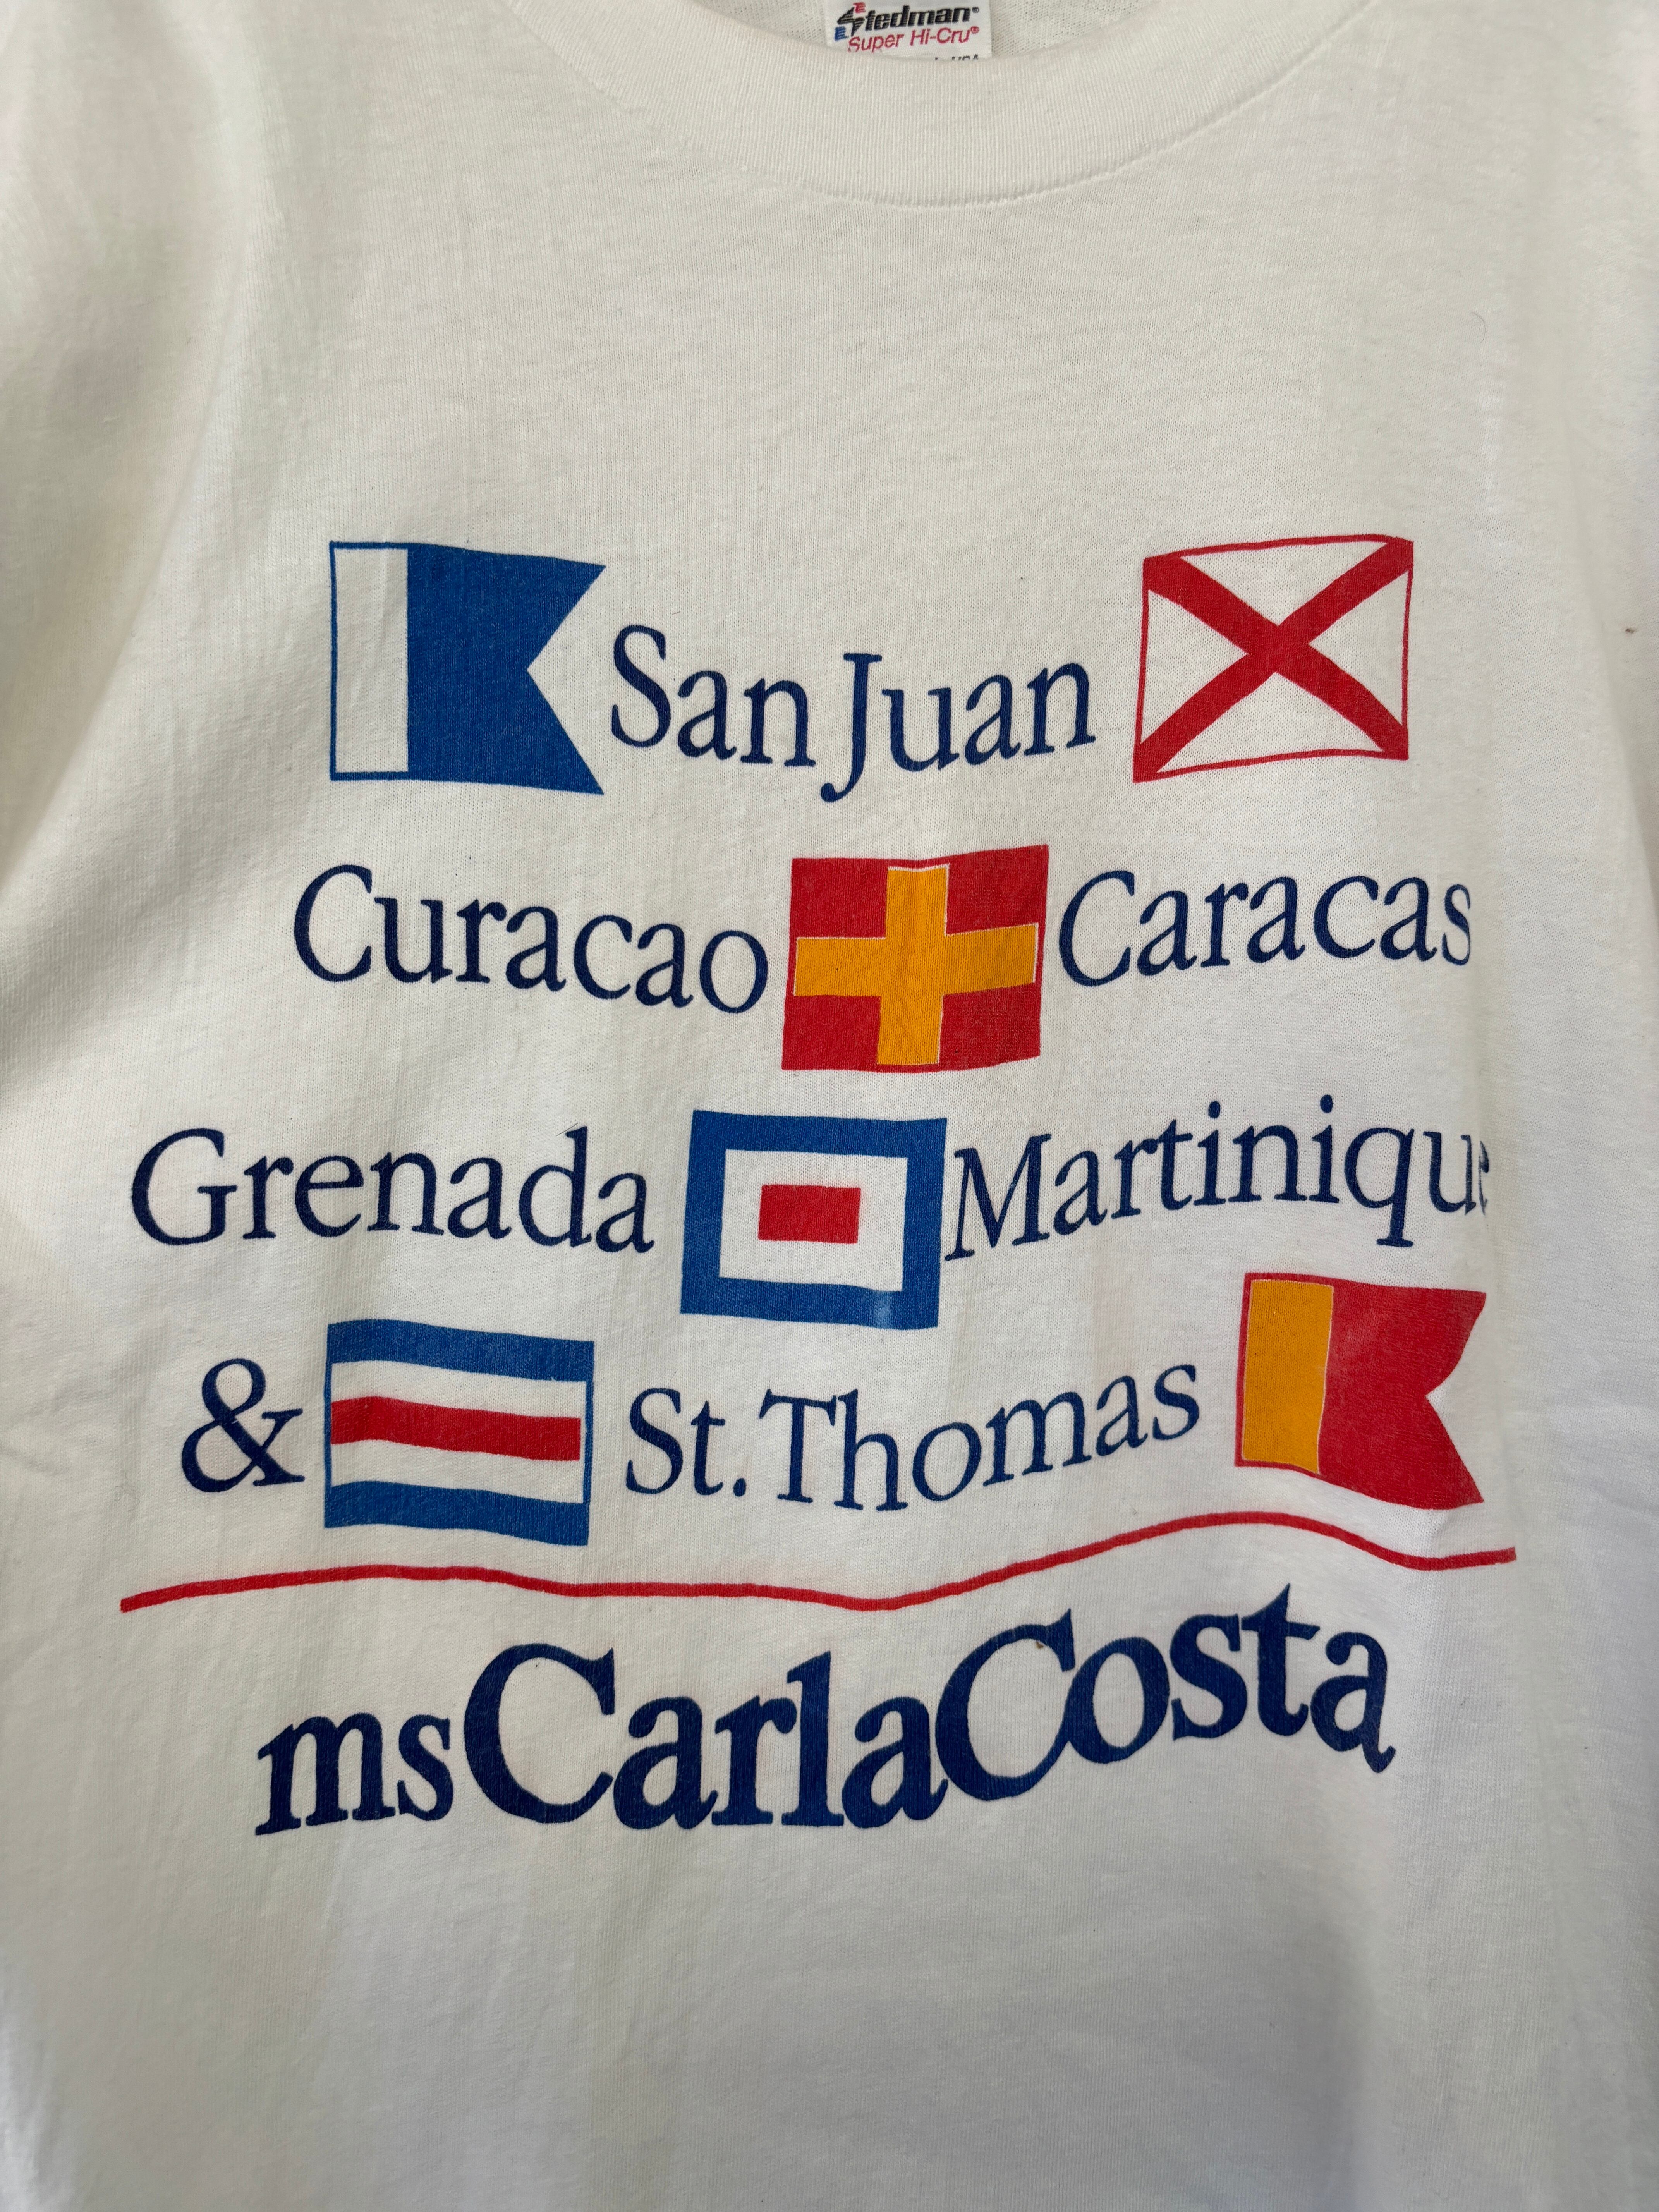 Stedman®
Super Hi-Cru®
San Juan
Curacao Caracas
Grenada Martinique
& St. Thomas
msCarlaCosta